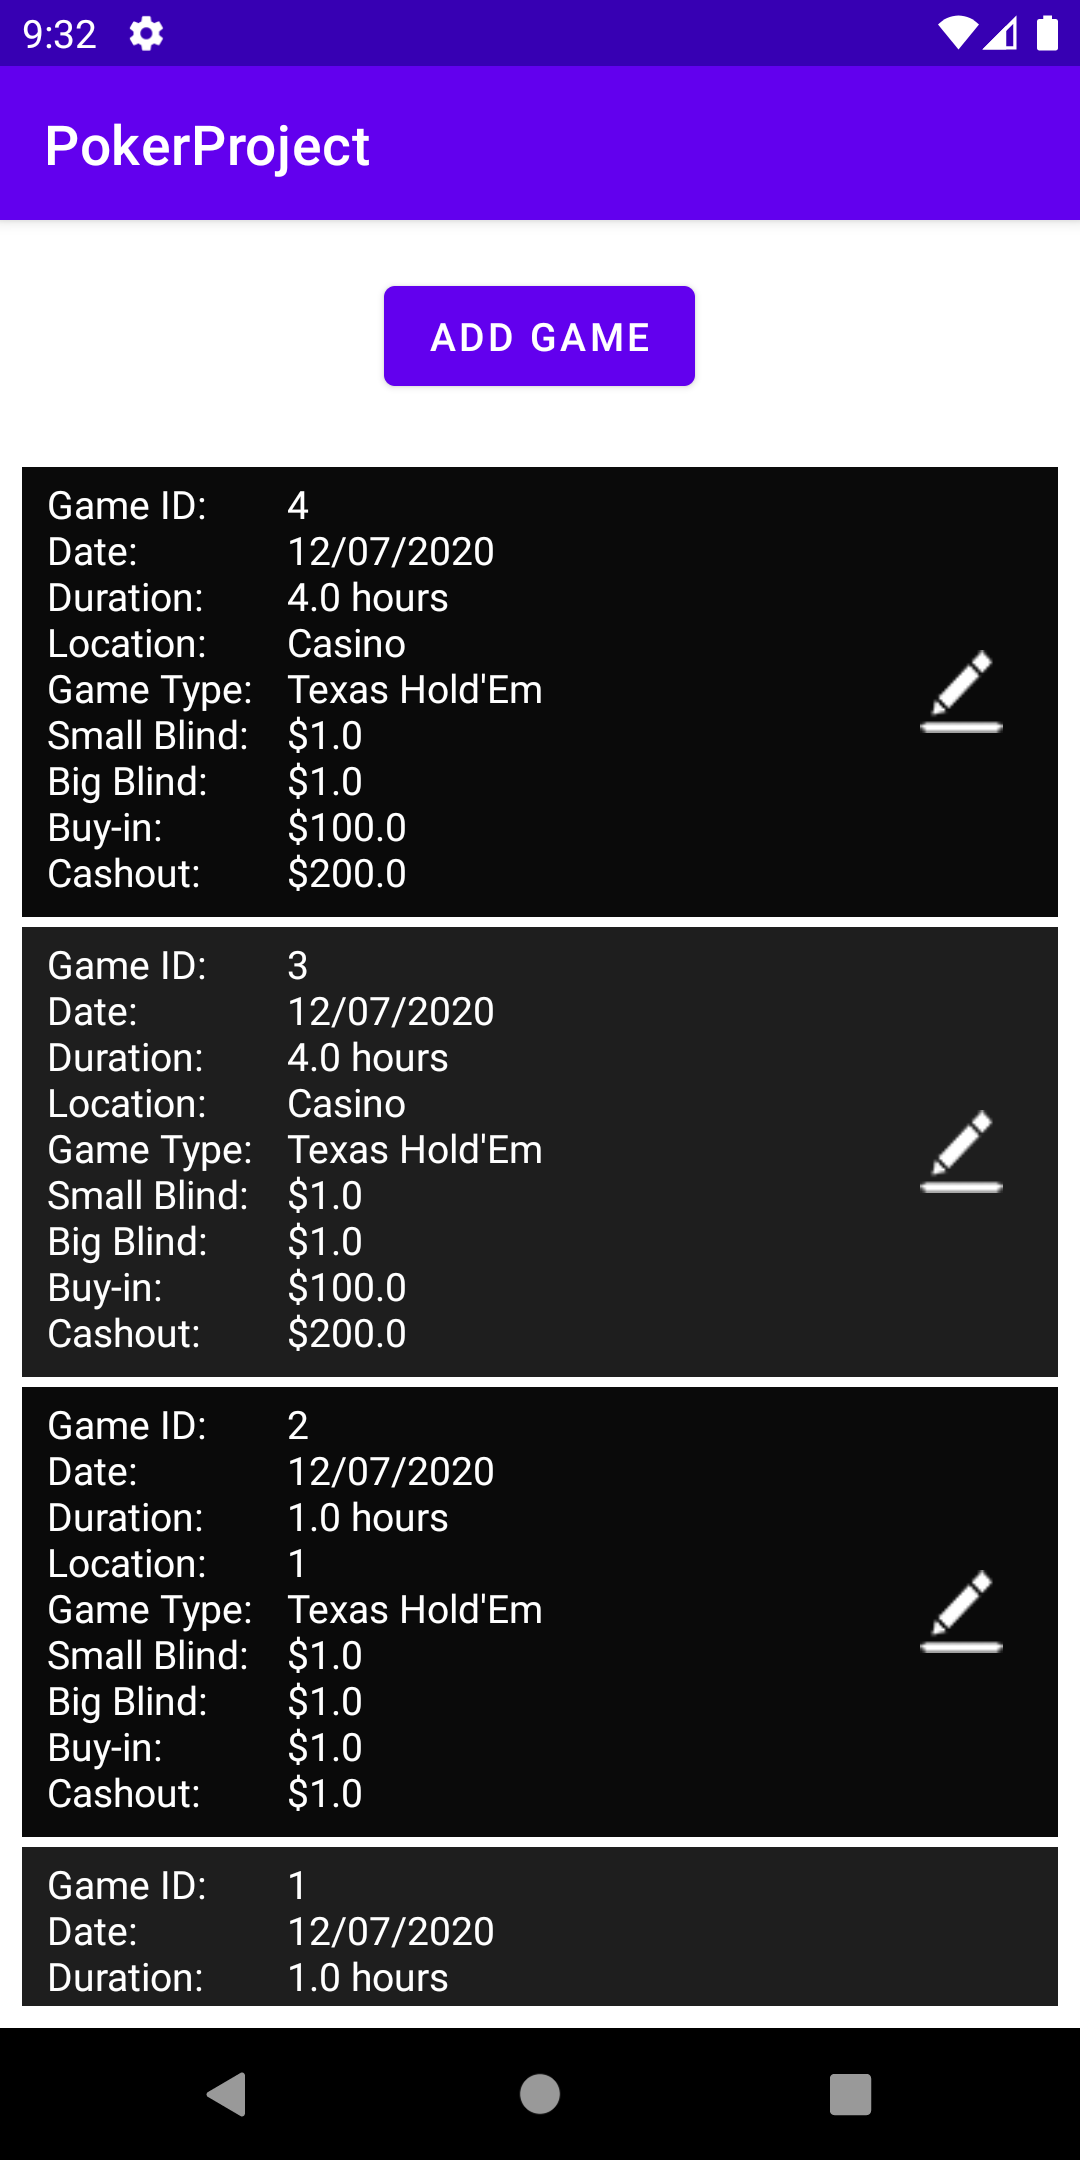 9:32
PokerProject
ADD GAME
Game ID: 4
Date: 12/07/2020
Duration: 4.0 hours
Location: Casino
Game Type: Texas Hold'Em
Small Blind: $1.0
Big Blind: $1.0
Buy-in: $100.0
Cashout: $200.0
Game ID: 3
Date: 12/07/2020
Duration: 4.0 hours
Location: Casino
Game Type: Texas Hold'Em
Small Blind: $1.0
Big Blind: $1.0
Buy-in: $100.0
Cashout: $200.0
Game ID: 2
Date: 12/07/2020
Duration: 1.0 hours
Location: 1
Game Type: Texas Hold'Em
Small Blind: $1.0
Big Blind: $1.0
Buy-in: $1.0
Cashout: $1.0
Game ID: 1
Date: 12/07/2020
Duration: 1.0 hours